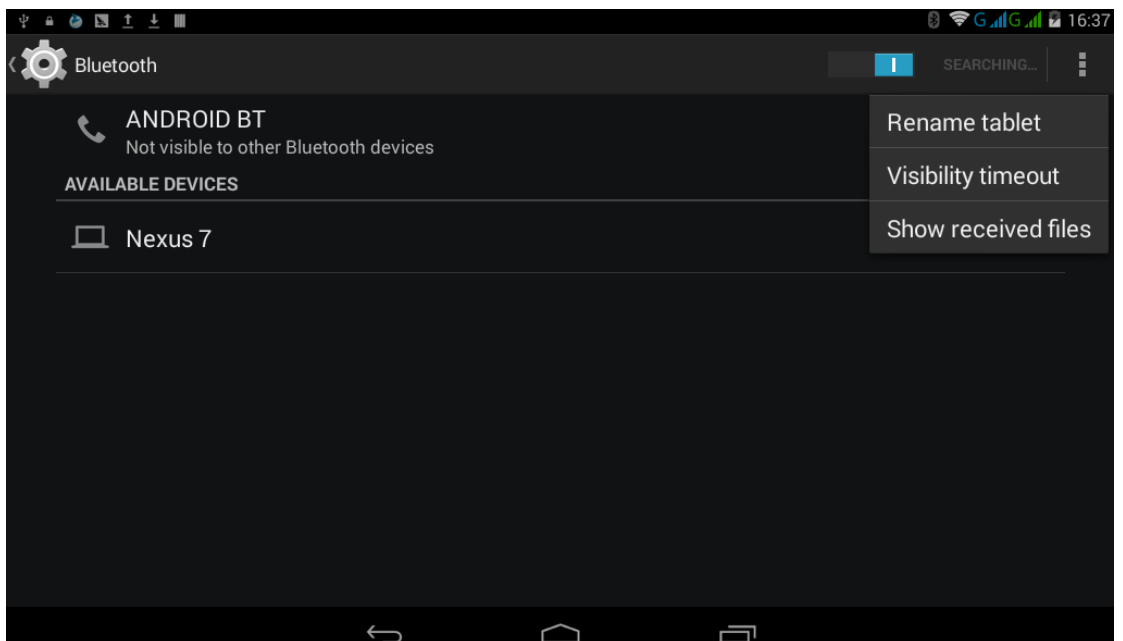 G G 16:37
Bluetooth SEARCHING...
ANDROID BT
Not visible to other Bluetooth devices
AVAILABLE DEVICES
Nexus 7
Rename tablet
Visibility timeout
Show received files